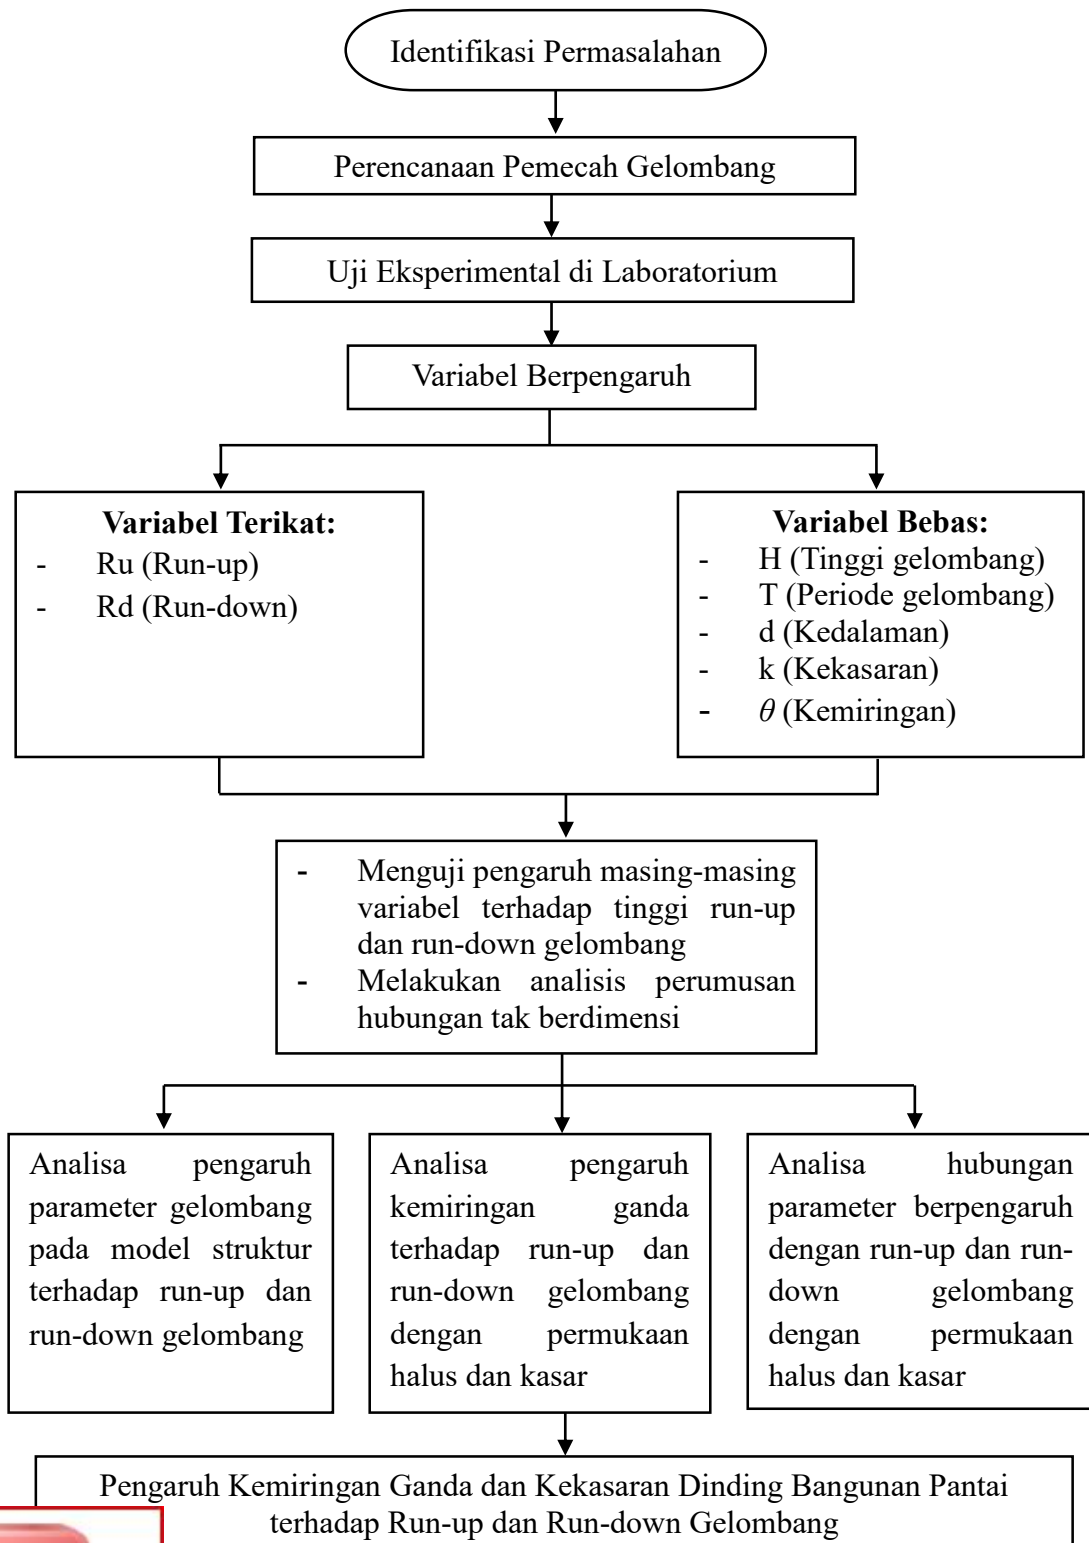 Identifikasi Permasalahan
Perencanaan Pemecah Gelombang
Uji Eksperimental di Laboratorium
Variabel Berpengaruh
Variabel Terikat:
- Ru (Run-up)
- Rd (Run-down)
Variabel Bebas:
- H (Tinggi gelombang)
- T (Periode gelombang)
- d (Kedalaman)
- k (Kekasaran)
- θ (Kemiringan)
- Menguji pengaruh masing-masing
variabel terhadap tinggi run-up
dan run-down gelombang
- Melakukan analisis perumusan
hubungan tak berdimensi
Analisa pengaruh
parameter gelombang
pada model struktur
terhadap run-up dan
run-down gelombang
Analisa pengaruh
kemiringan ganda
terhadap run-up dan
run-down gelombang
dengan permukaan
halus dan kasar
Analisa hubungan
parameter berpengaruh
dengan run-up dan run-
down gelombang
dengan permukaan
halus dan kasar
Pengaruh Kemiringan Ganda dan Kekasaran Dinding Bangunan Pantai
terhadap Run-up dan Run-down Gelombang